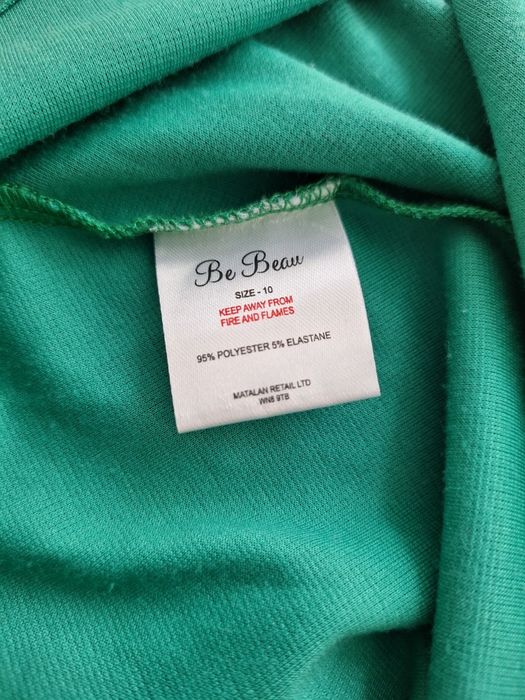 Be Beau
SIZE - 10
KEEP AWAY FROM
FIRE AND FLAMES
95% POLYESTER 5% ELASTANE
MATALAN RETAIL LTD
WN8 9TB